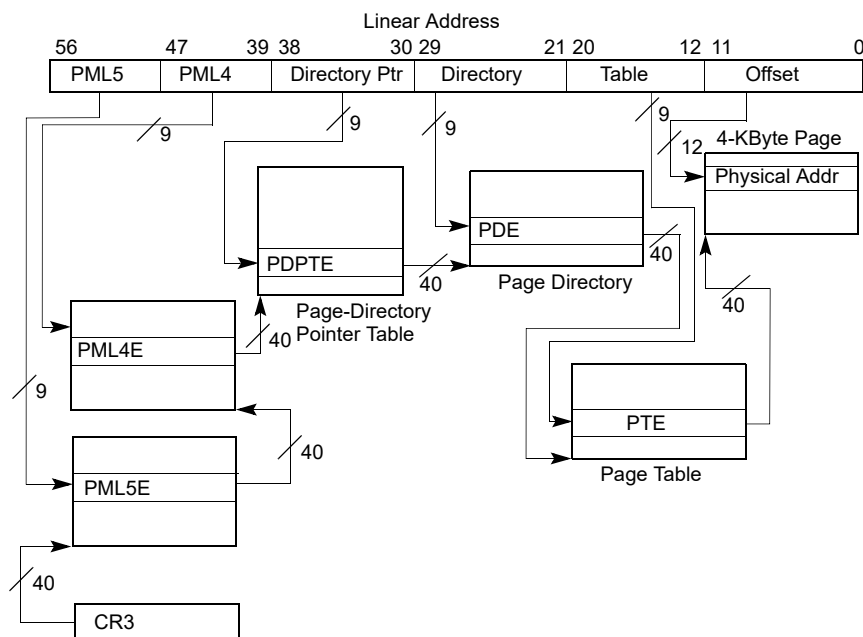 Linear Address
56 47 39 38 30 29 21 20 12 11 0
PML5 PML4 Directory Ptr Directory Table Offset
9 9 9 9
12 4-KByte Page
Physical Addr
PDE
PDPTE 40 40
Page Directory
40
Page-Directory
Pointer Table
40
PML4E
9
PTE
40
Page Table
PML5E
40
CR3